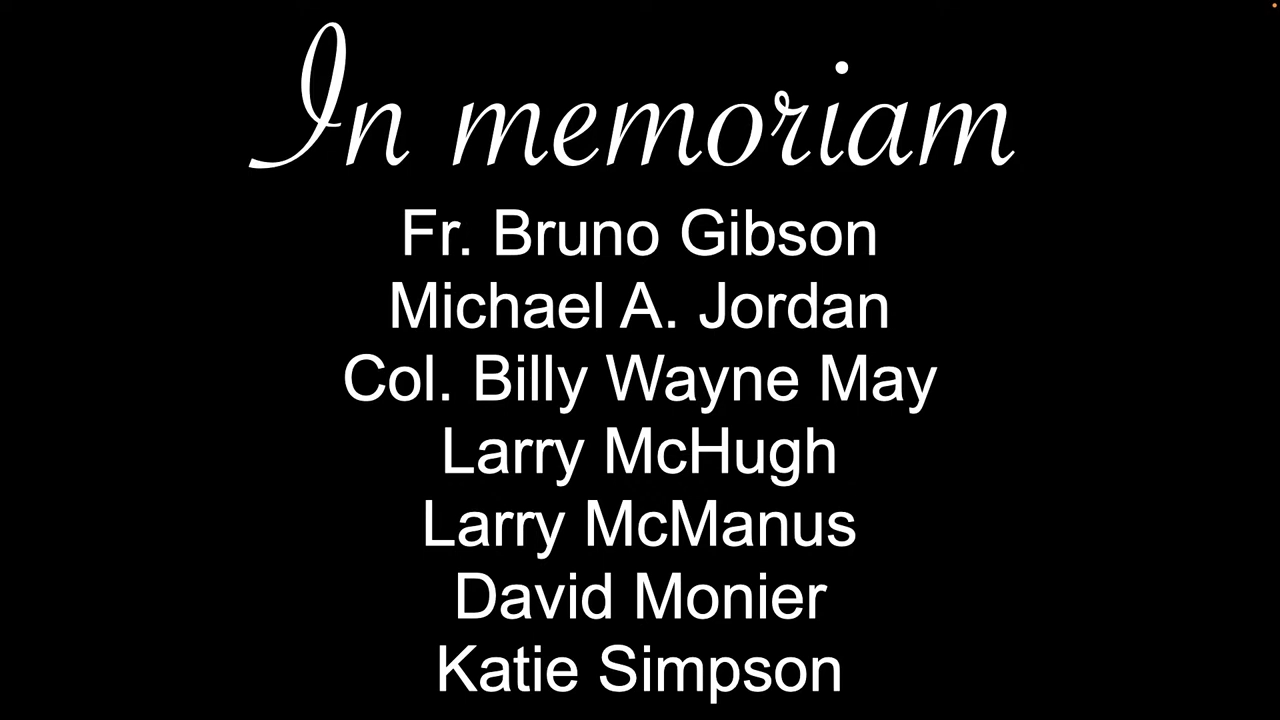 In memoriam
Fr. Bruno Gibson
Michael A. Jordan
Col. Billy Wayne May
Larry McHugh
Larry McManus
David Monier
Katie Simpson